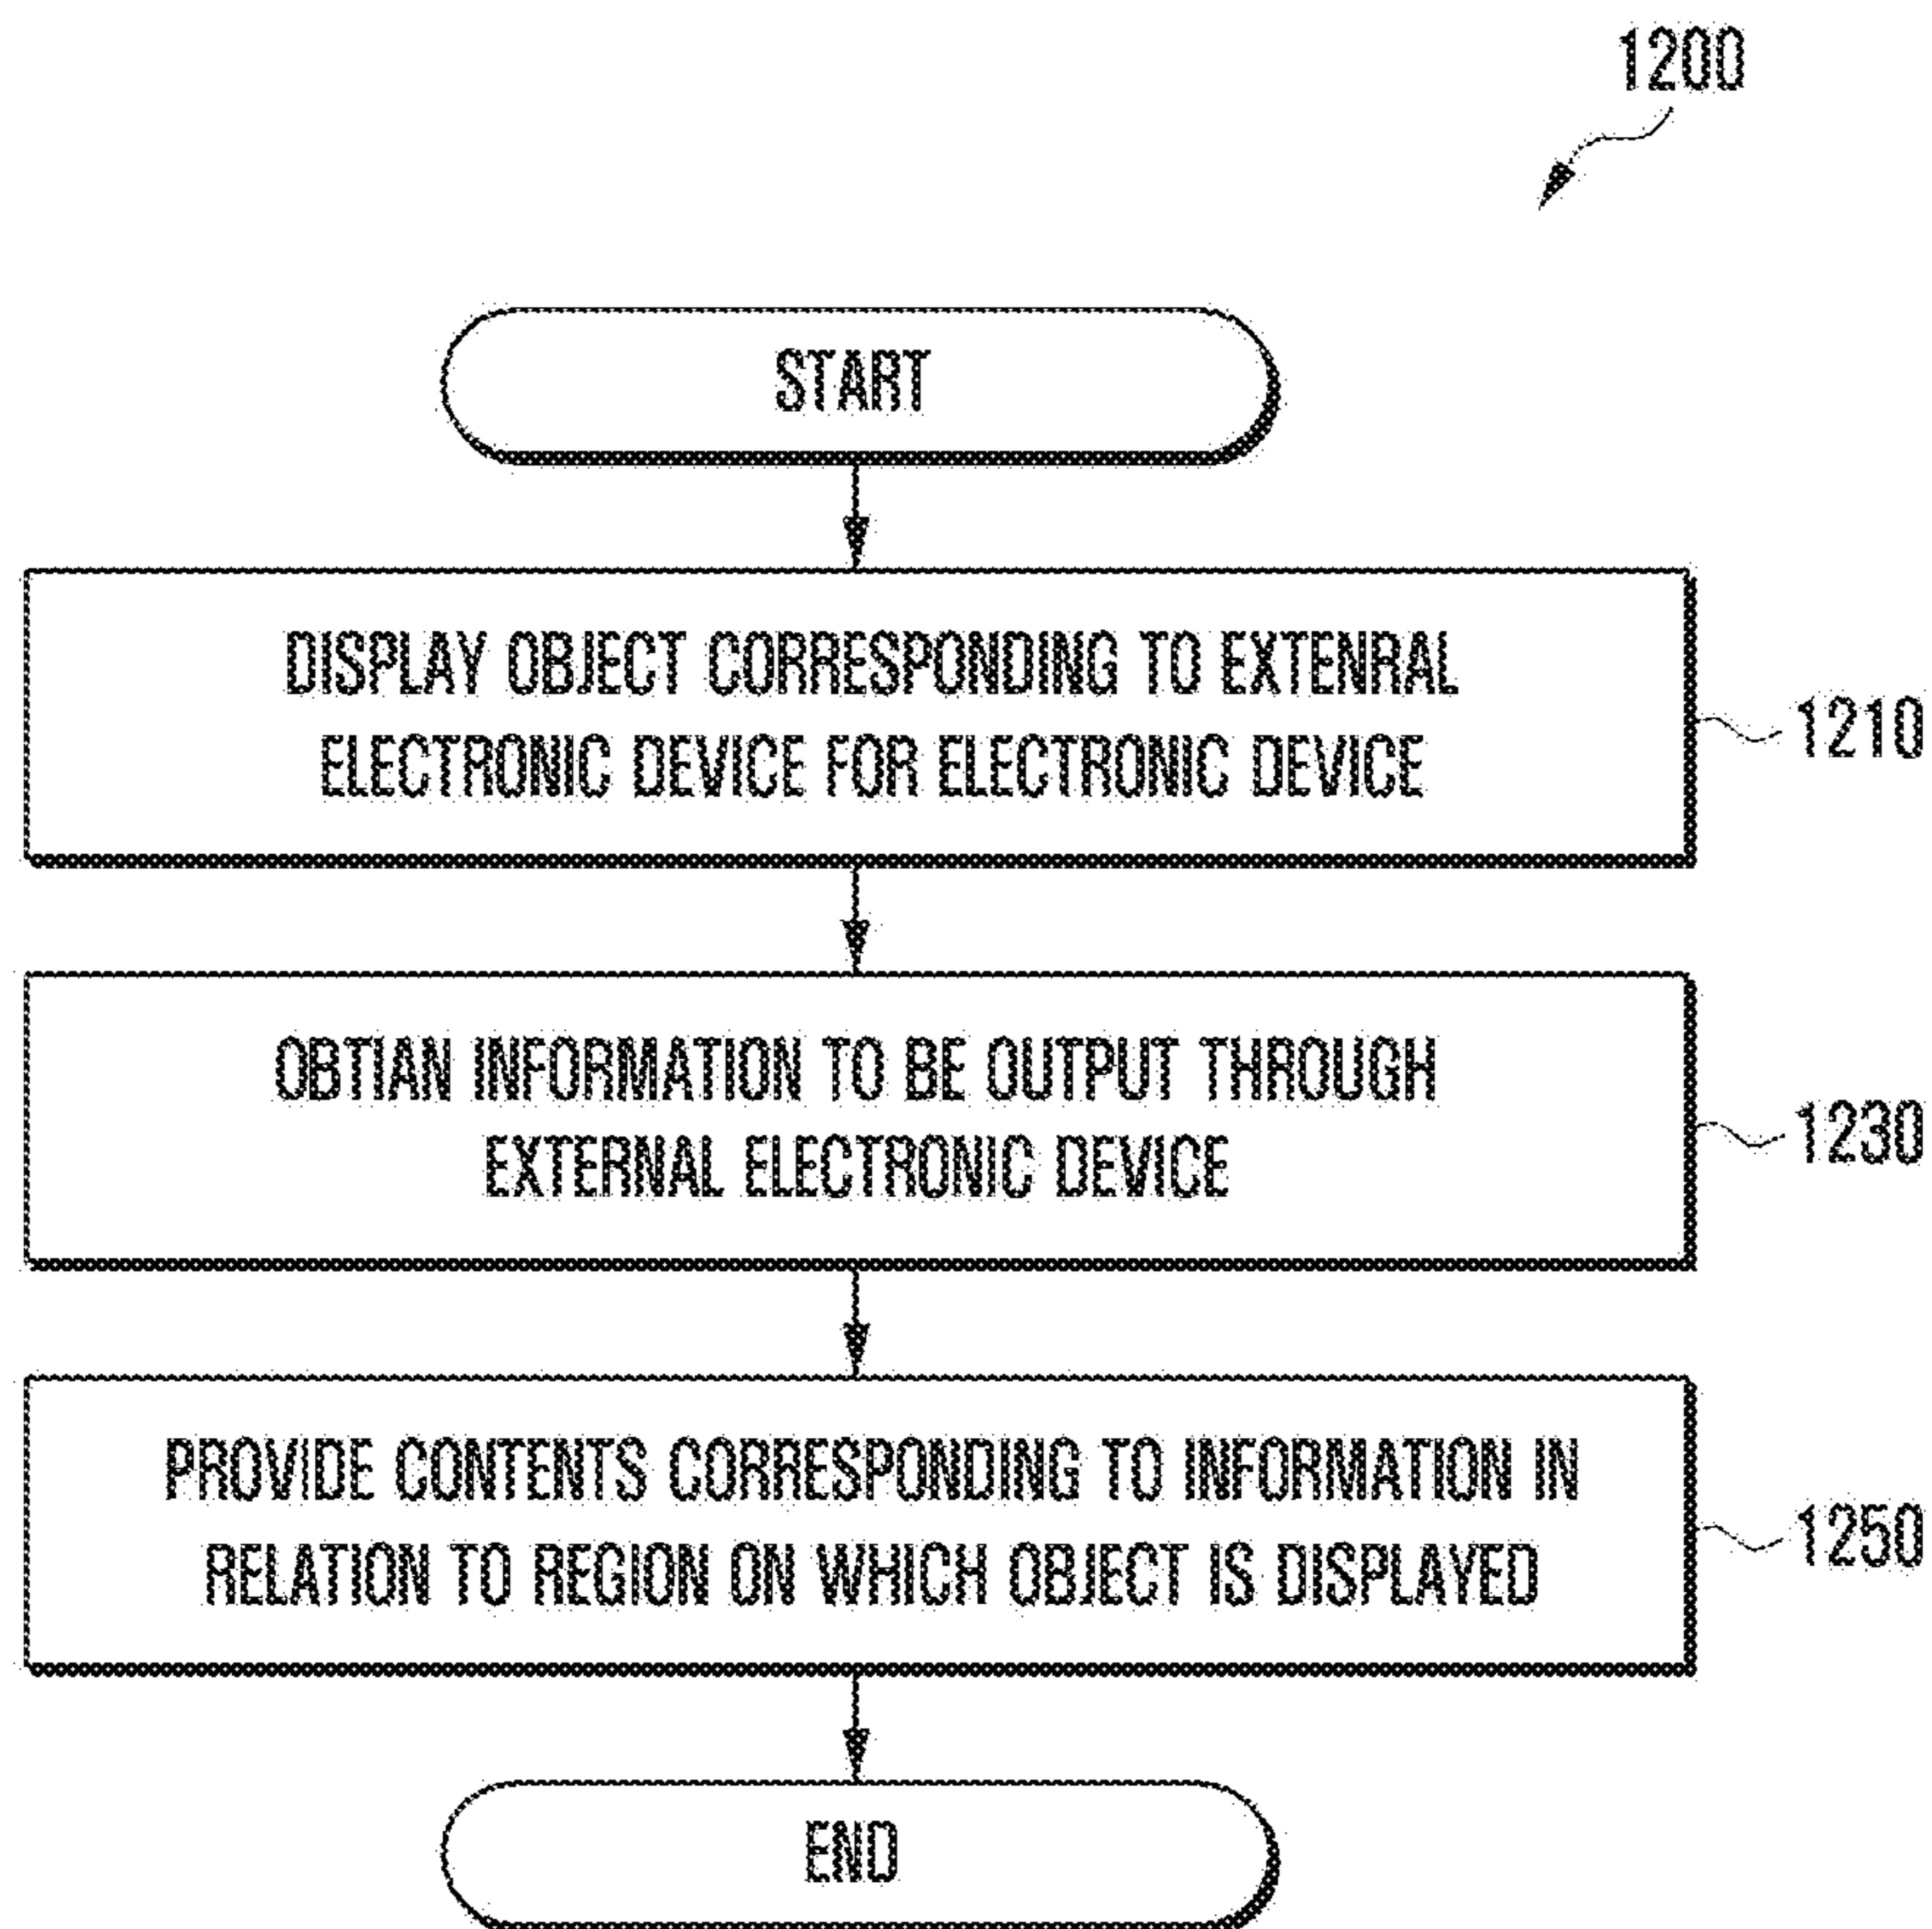 1200
START
DISPLAY OBJECT CORRESPONDING TO EXTENRAL
ELECTRONIC DEVICE FOR ELECTRONIC DEVICE
1210
OBTIAN INFORMATION TO BE OUTPUT THROUGH
EXTERNAL ELECTRONIC DEVICE
1230
PROVIDE CONTENTS CORRESPONDING TO INFORMATION IN
RELATION TO REGION ON WHICH OBJECT IS DISPLAYED
1250
END